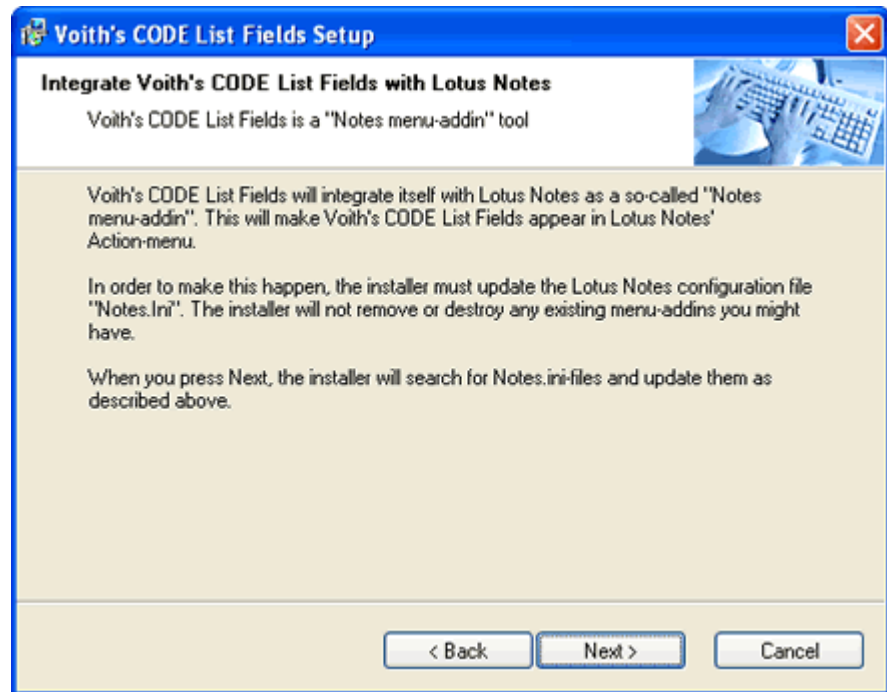 Voith's CODE List Fields Setup
Integrate Voith's CODE List Fields with Lotus Notes
Voith's CODE List Fields is a "Notes menu-addin" tool
Voith's CODE List Fields will integrate itself with Lotus Notes as a so-called "Notes
menu-addin". This will make Voith's CODE List Fields appear in Lotus Notes'
Action-menu.
In order to make this happen, the installer must update the Lotus Notes configuration file
"Notes.Ini". The installer will not remove or destroy any existing menu-addins you might
have.
When you press Next, the installer will search for Notes.ini-files and update them as
described above.
< Back
Next >
Cancel